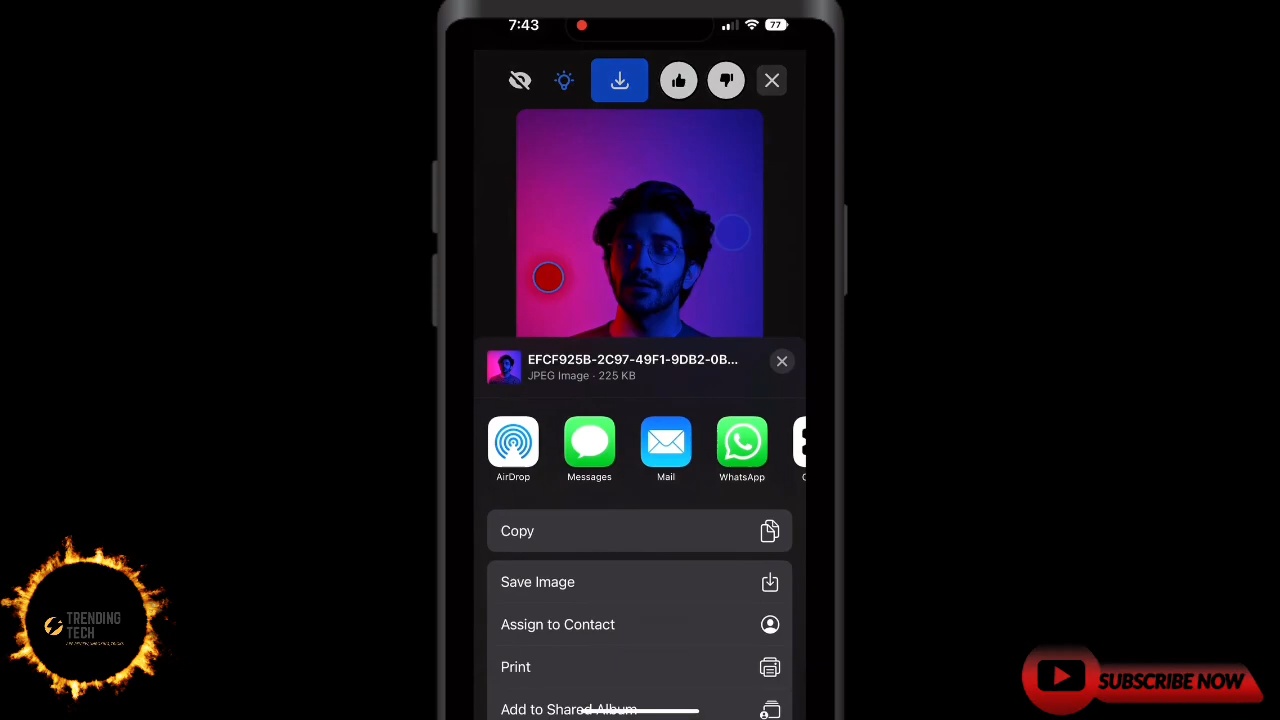 7:43
77
EFCF925B-2C97-49F1-9DB2-0B...
JPEG Image · 225 KB
AirDrop
Messages
Mail
WhatsApp
Copy
Save Image
Assign to Contact
Print
Add to Shared Album
TRENDING
TECH
SUBSCRIBE NOW